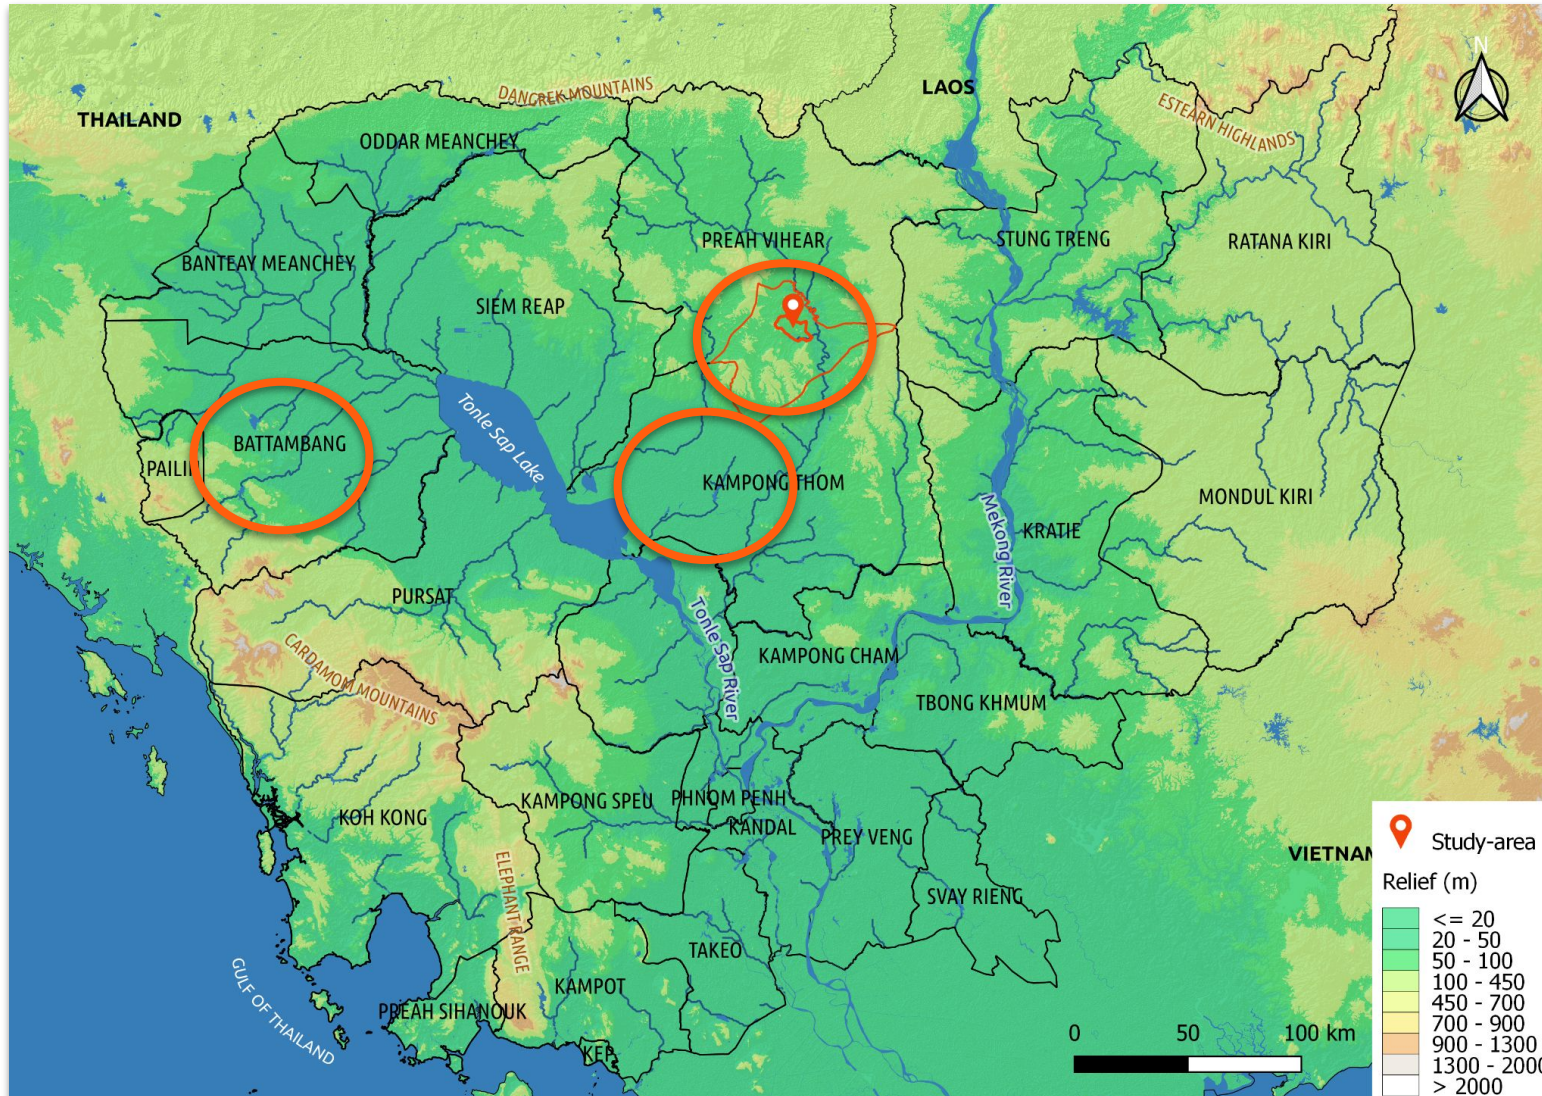 N
LAOS
THAILAND
DANGREK MOUNTAINS
ESTEARN HIGHLANDS
ODDAR MEANCHEY
PREAH VIHEAR
STUNG TRENG
RATANA KIRI
BANTEAY MEANCHEY
SIEM REAP
Tonle Sap Lake
BATTAMBANG
PAILIN
KAMPONG THOM
MONDUL KIRI
Mekong River
KRATIE
PURSAT
Tonle Sap River
KAMPONG CHAM
CARDAMOM MOUNTAINS
TBONG KHMUM
KAMPONG SPEU
PHNOM PENH
KOH KONG
KANDAL
PREY VENG
ELEPHANT RANGE
SVAY RIENG
VIETNAM
TAKEO
GULF OF THAILAND
KAMPOT
PREAH SIHANOUK
KEP
0 50 100 km
Study-area
Relief (m)
<= 20
20 - 50
50 - 100
100 - 450
450 - 700
700 - 900
900 - 1300
1300 - 2000
> 2000